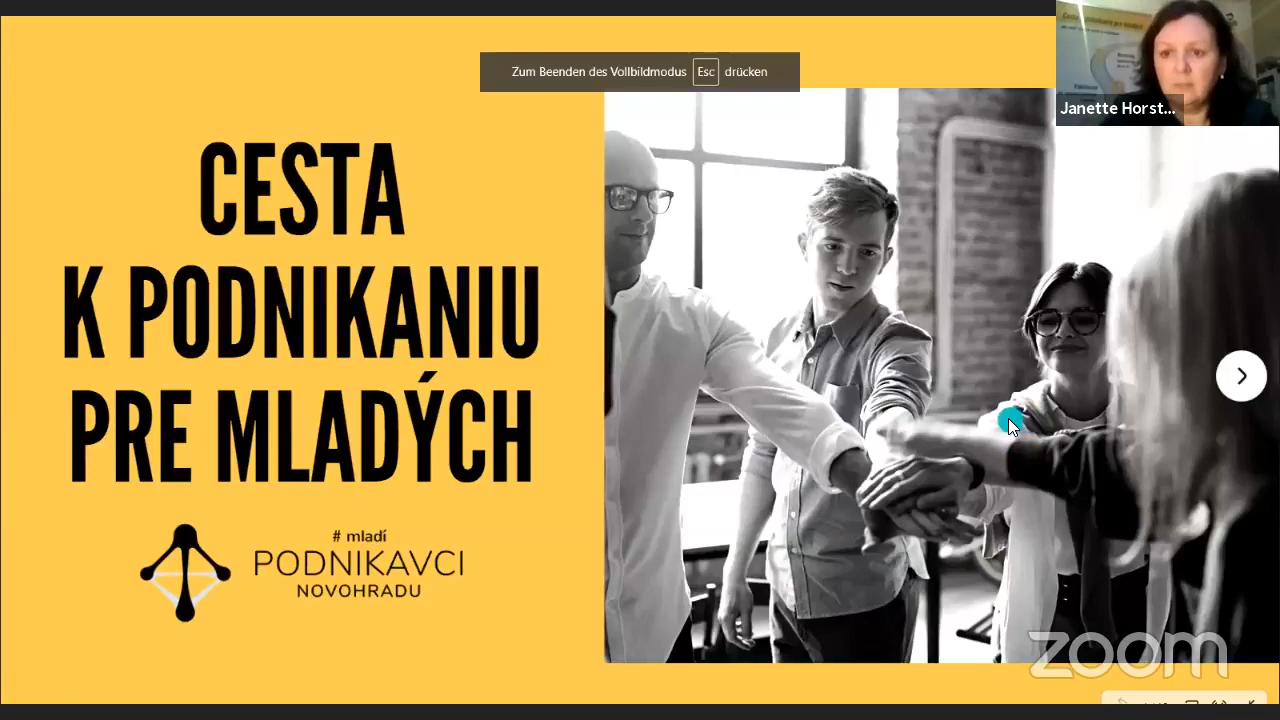 Zum Beenden des Vollbildmodus Esc drücken
Janette Horst...
CESTA
K PODNIKANIU
PRE MLADÝCH
# mladí
PODNIKAVCI
NOVOHRADU
zoom